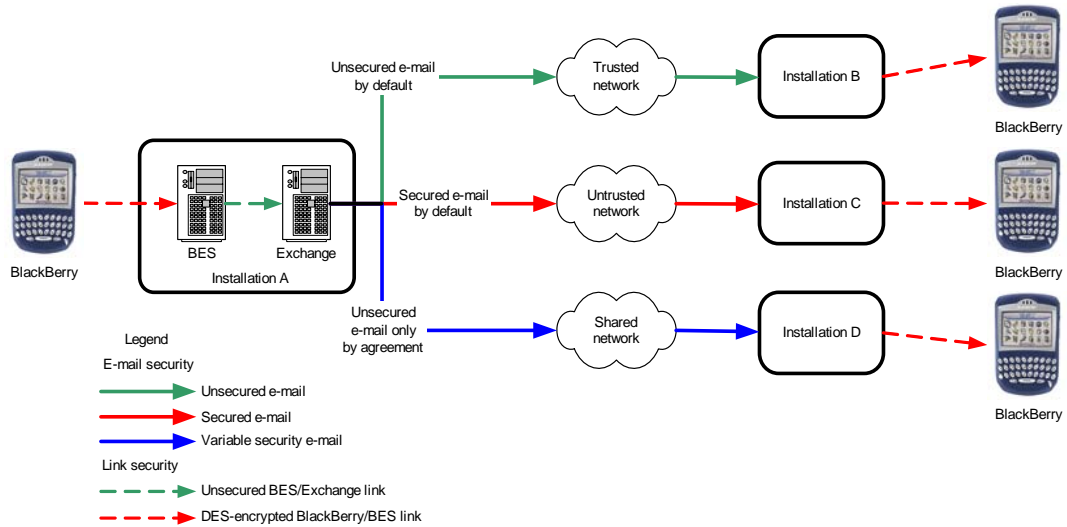 Unsecured e-mail
by default
Trusted
network
Installation B
BlackBerry
BlackBerry
BES
Exchange
Installation A
Secured e-mail
by default
Untrusted
network
Installation C
BlackBerry
Unsecured
e-mail only
by agreement
Shared
network
Installation D
BlackBerry
Legend
E-mail security
Unsecured e-mail
Secured e-mail
Variable security e-mail
Link security
Unsecured BES/Exchange link
DES-encrypted BlackBerry/BES link